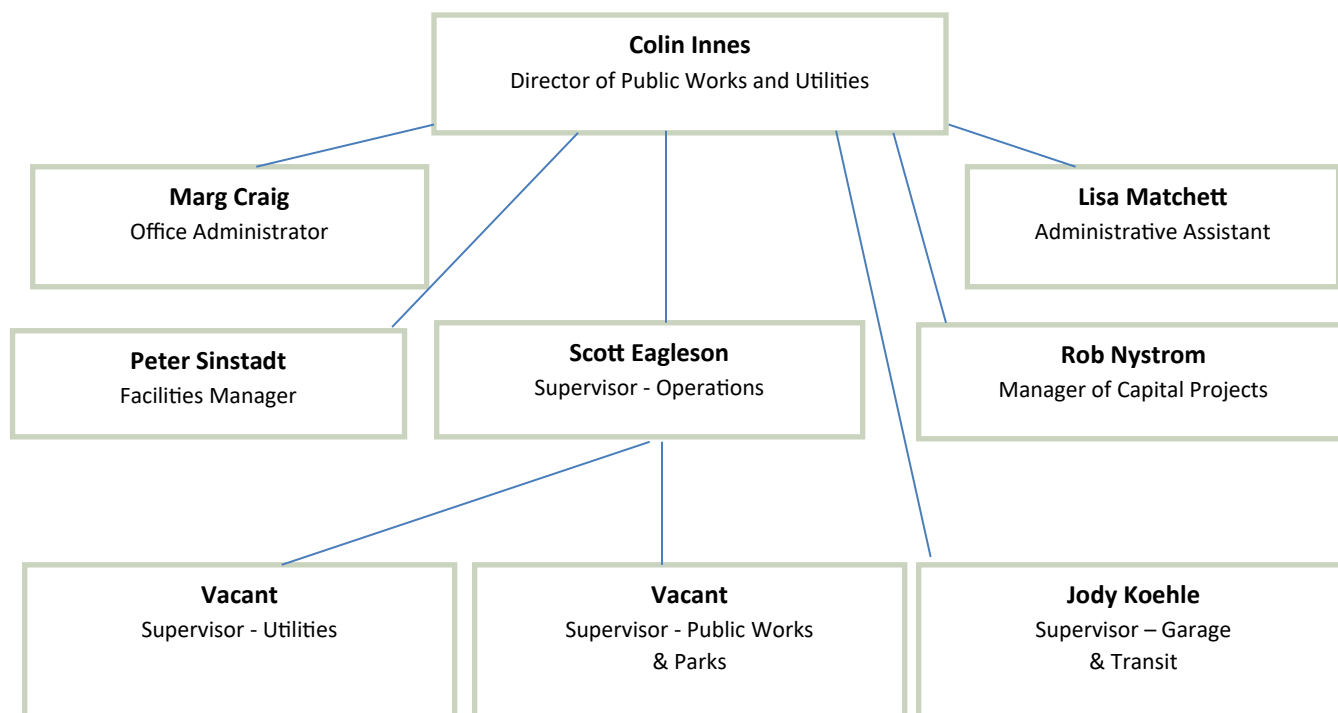 Colin Innes
Director of Public Works and Utilities
Marg Craig
Office Administrator
Lisa Matchett
Administrative Assistant
Peter Sinstadt
Facilities Manager
Scott Eagleson
Supervisor - Operations
Rob Nystrom
Manager of Capital Projects
Vacant
Supervisor - Utilities
Vacant
Supervisor - Public Works
& Parks
Jody Koehle
Supervisor – Garage
& Transit